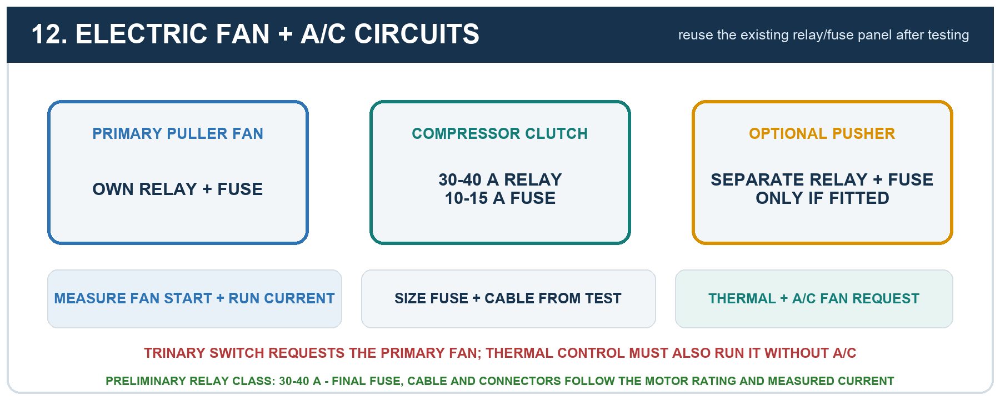 12. ELECTRIC FAN + A/C CIRCUITS
reuse the existing relay/fuse panel after testing
PRIMARY PULLER FAN
OWN RELAY + FUSE
COMPRESSOR CLUTCH
30-40 A RELAY
10-15 A FUSE
OPTIONAL PUSHER
SEPARATE RELAY + FUSE
ONLY IF FITTED
MEASURE FAN START + RUN CURRENT
SIZE FUSE + CABLE FROM TEST
THERMAL + A/C FAN REQUEST
TRINARY SWITCH REQUESTS THE PRIMARY FAN; THERMAL CONTROL MUST ALSO RUN IT WITHOUT A/C
PRELIMINARY RELAY CLASS: 30-40 A - FINAL FUSE, CABLE AND CONNECTORS FOLLOW THE MOTOR RATING AND MEASURED CURRENT